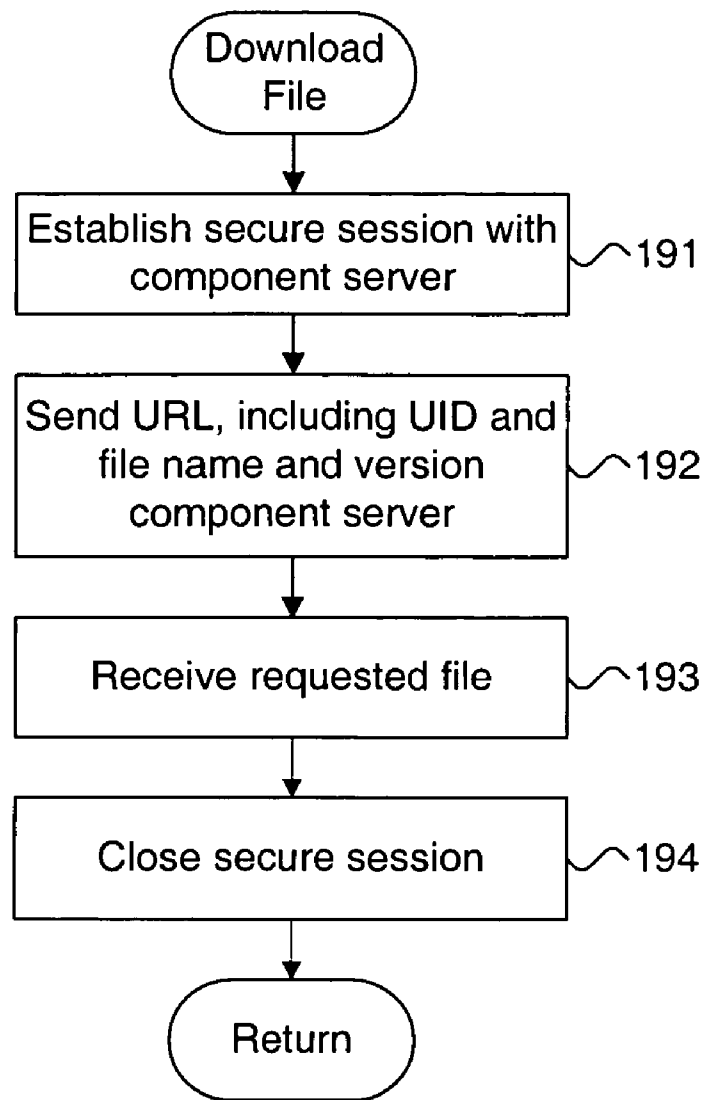 Download
File
Establish secure session with
component server
191
Send URL, including UID and
file name and version
component server
192
Receive requested file
193
Close secure session
194
Return